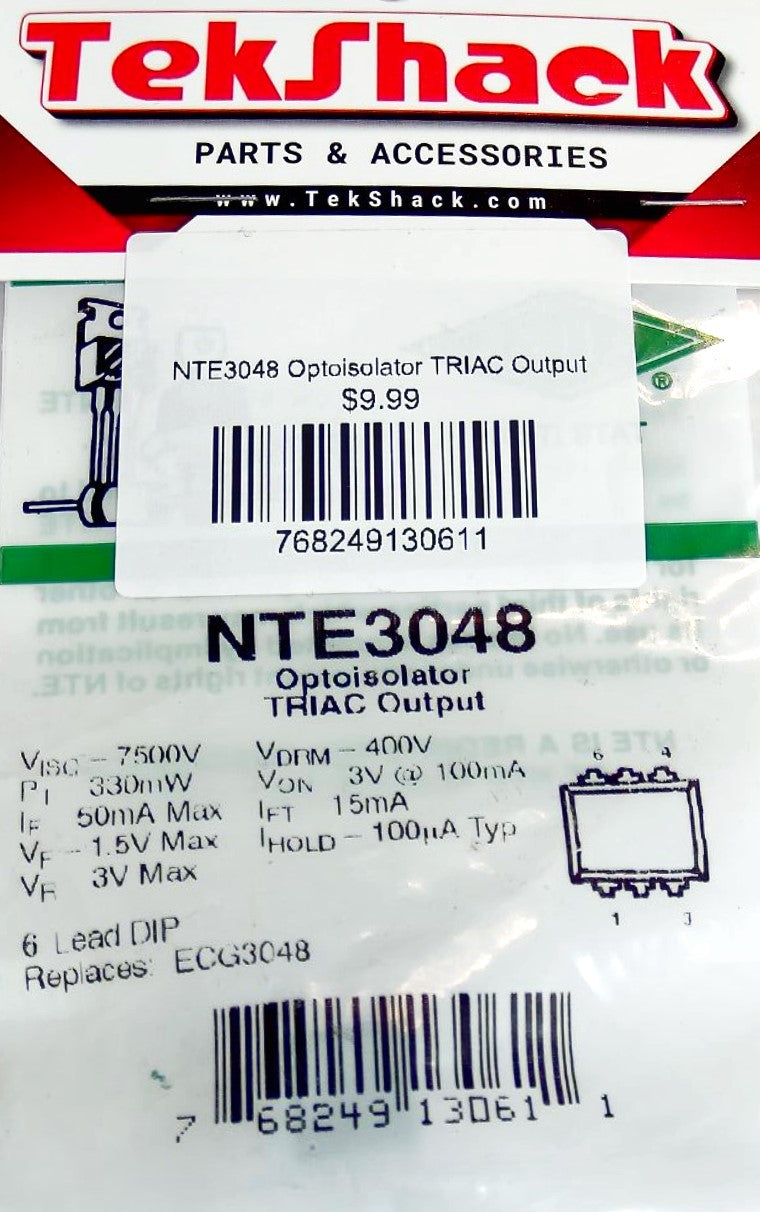 TekShack
PARTS & ACCESSORIES
www.TekShack.com
NTE3048 Optoisolator TRIAC Output
$9.99
768249130611
®
NTE3048
Optoisolator
TRIAC Output
VISO – 7500V
PT 330mW
IF 50mA Max
VF – 1.5V Max
VR 3V Max
VDRM – 400V
VON 3V @ 100mA
IFT 15mA
IHOLD – 100µA Typ
6 4
1 3
6 Lead DIP
Replaces: ECG3048
7 68249 13061 1